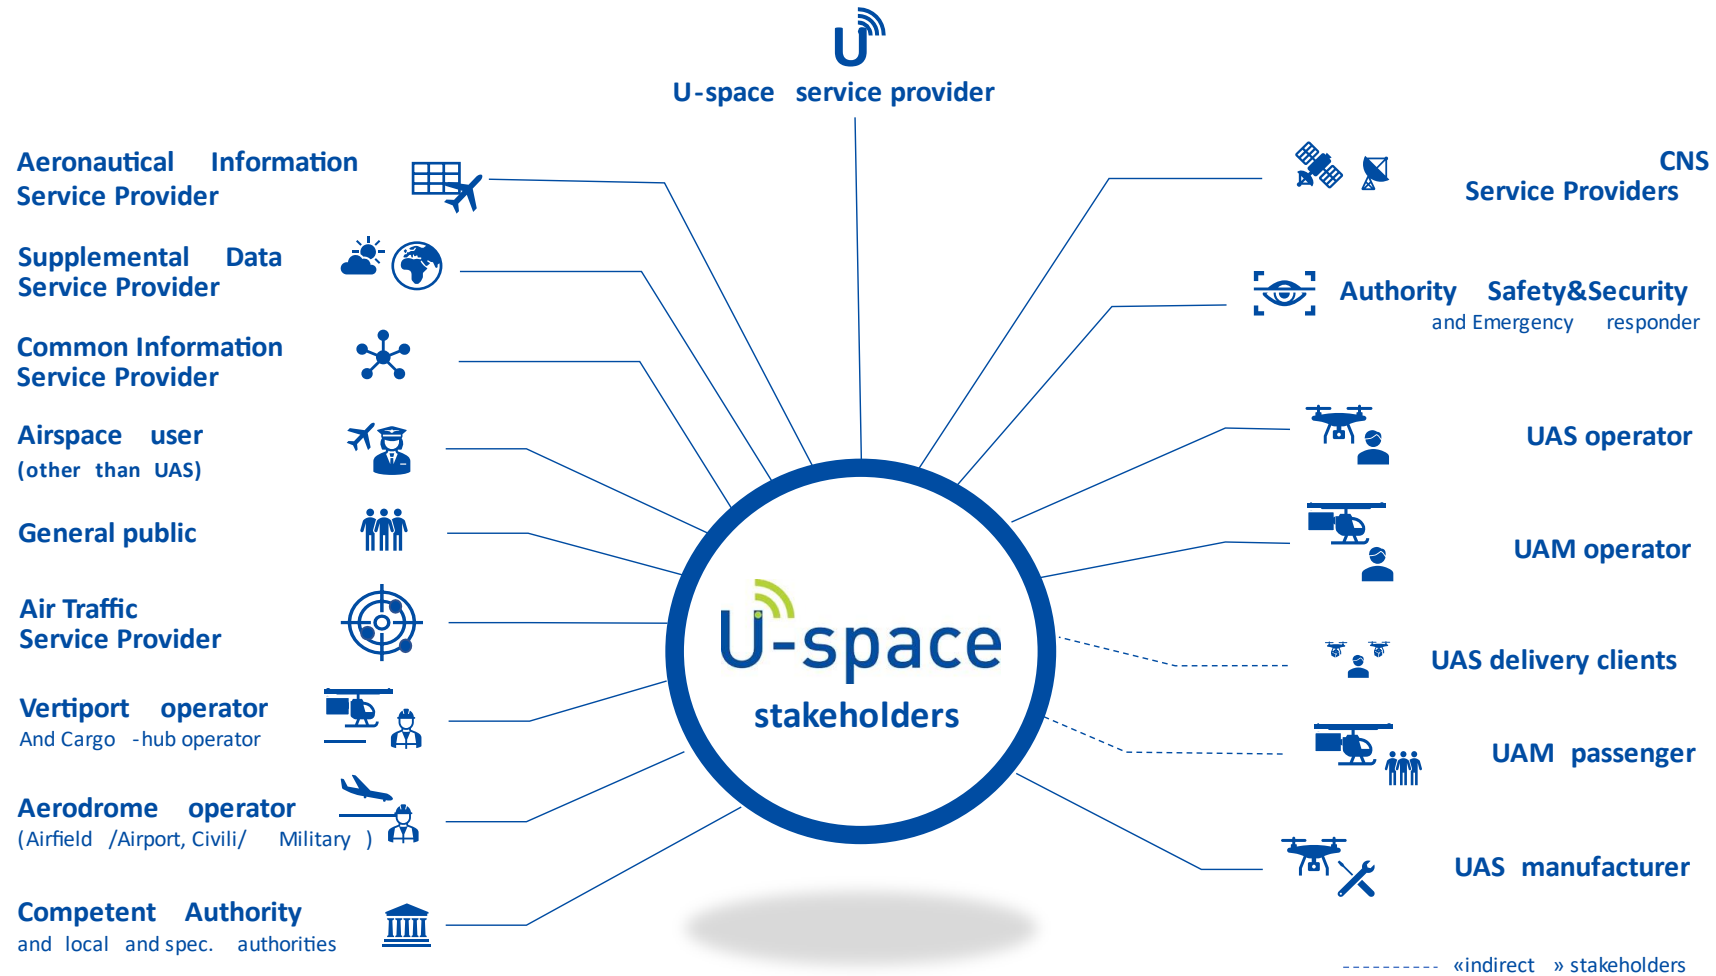 U
U-space service provider
Aeronautical Information
Service Provider
Supplemental Data
Service Provider
Common Information
Service Provider
Airspace user
(other than UAS)
General public
Air Traffic
Service Provider
Vertiport operator
And Cargo -hub operator
Aerodrome operator
(Airfield /Airport, Civili/ Military )
Competent Authority
and local and spec. authorities
U-space
stakeholders
CNS
Service Providers
Authority Safety&Security
and Emergency responder
UAS operator
UAM operator
UAS delivery clients
UAM passenger
UAS manufacturer
«indirect » stakeholders